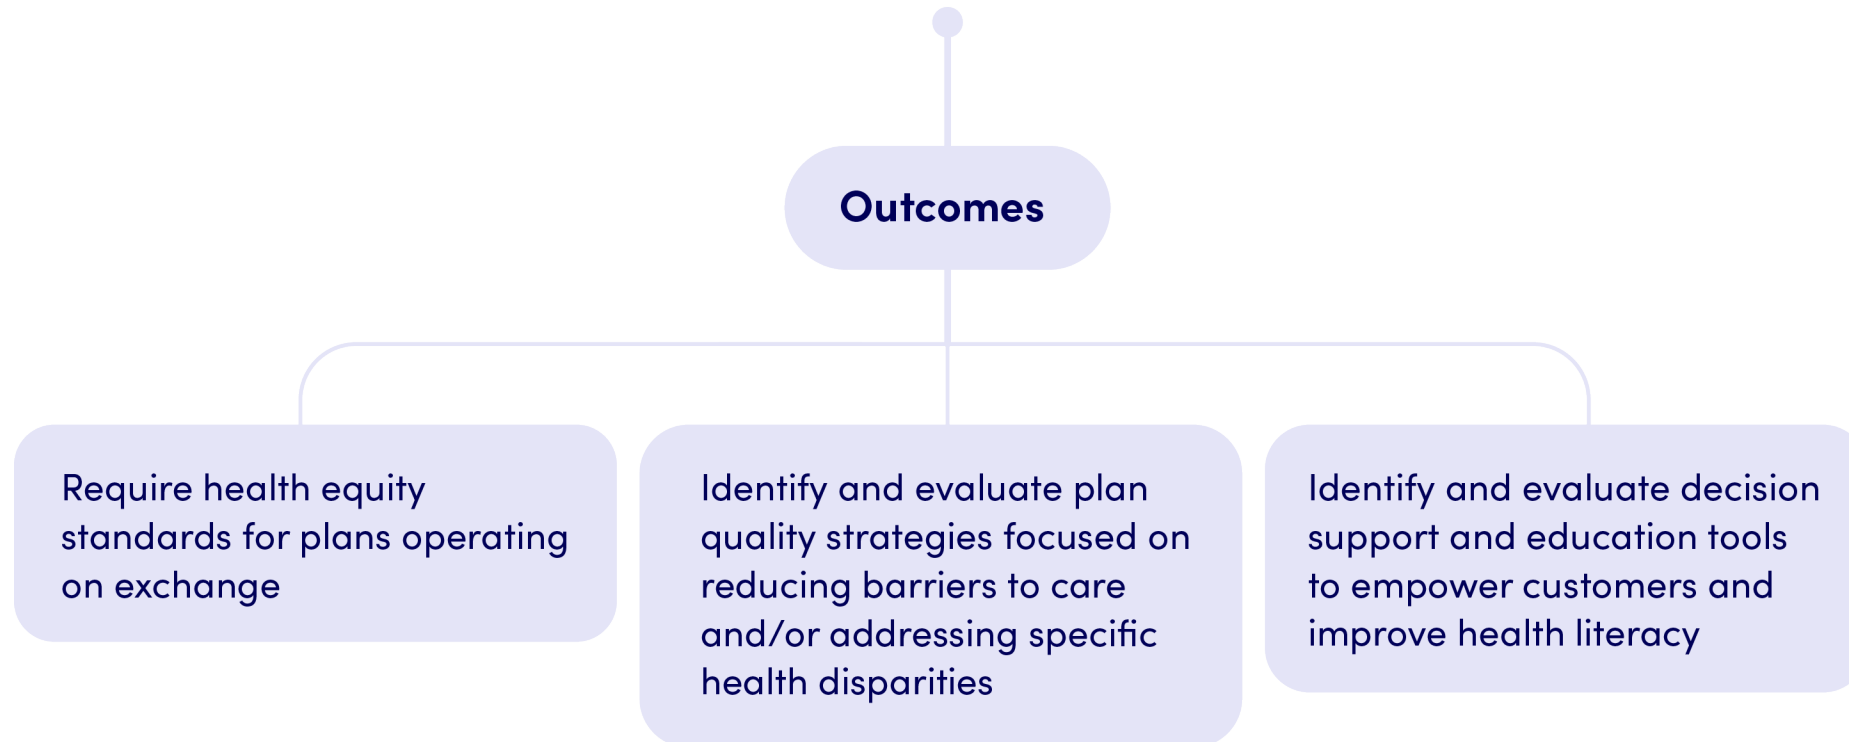 Outcomes
Require health equity
standards for plans operating
on exchange
Identify and evaluate plan
quality strategies focused on
reducing barriers to care
and/or addressing specific
health disparities
Identify and evaluate decision
support and education tools
to empower customers and
improve health literacy